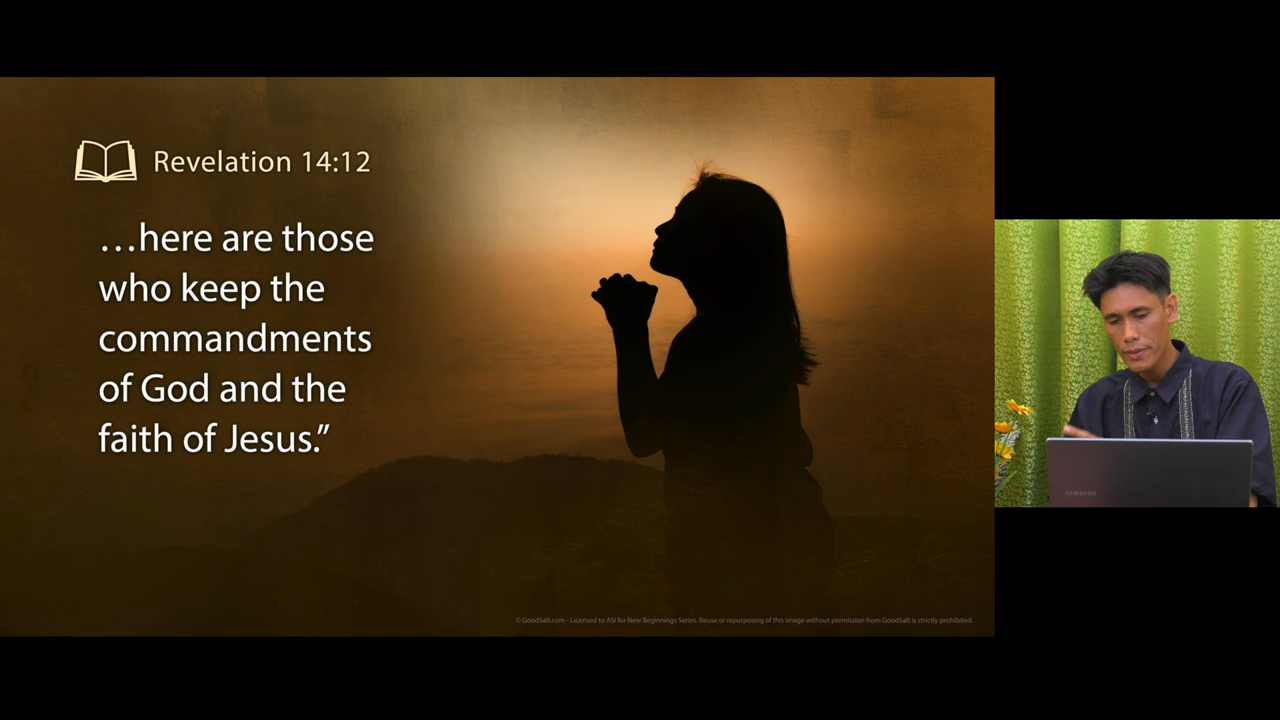 Revelation 14:12
…here are those
who keep the
commandments
of God and the
faith of Jesus.”
© GoodSalt.com - Licensed to ASI for New Beginnings Series. Reuse or repurposing of this image without permission from GoodSalt is strictly prohibited.
SAMSUNG